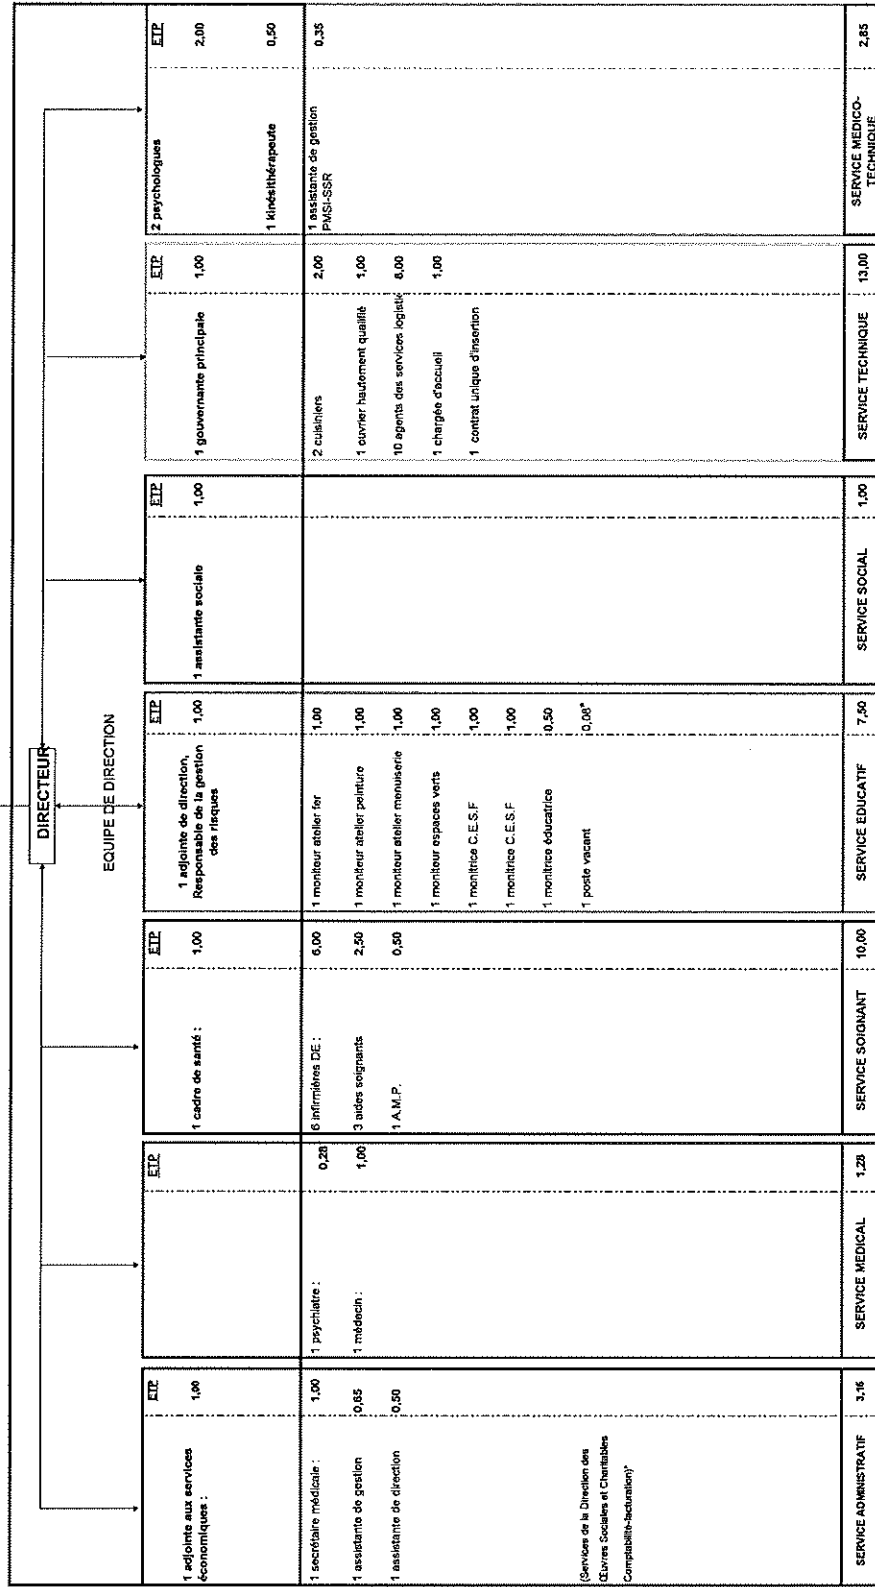 DIRECTEUR
EQUIPE DE DIRECTION
ETP
1 adjointe aux services
économiques :
1,00
1 secrétaire médicale :
1,00
1 assistante de gestion
0,65
1 assistante de direction
0,50
(Services de la Direction des
Œuvres Sociales et Charitables
Comptabilité-facturation)*
SERVICE ADMINISTRATIF
3,15
ETP
1 psychiatre :
0,28
1 médecin :
1,00
SERVICE MEDICAL
1,28
ETP
1 cadre de santé :
1,00
6 infirmières DE :
6,00
3 aides soignants
2,50
1 A.M.P.
0,50
SERVICE SOIGNANT
10,00
ETP
1 adjointe de direction,
Responsable de la gestion
des risques
1,00
1 moniteur atelier fer
1,00
1 moniteur atelier peinture
1,00
1 moniteur atelier menuiserie
1,00
1 moniteur espaces verts
1,00
1 monitrice C.E.S.F
1,00
1 monitrice C.E.S.F
1,00
1 monitrice éducatrice
0,50
1 poste vacant
0,08*
SERVICE EDUCATIF
7,50
ETP
1 assistante sociale
1,00
SERVICE SOCIAL
1,00
ETP
1 gouvernante principale
1,00
2 cuisiniers
2,00
1 ouvrier hautement qualifié
1,00
10 agents des services logistik
8,00
1 chargée d'accueil
1,00
1 contrat unique d'insertion
SERVICE TECHNIQUE
13,00
ETP
2 psychologues
2,00
1 kinésithérapeute
0,50
1 assistante de gestion
PMSI-SSR
0,35
SERVICE MEDICO-
TECHNIQUE
2,85